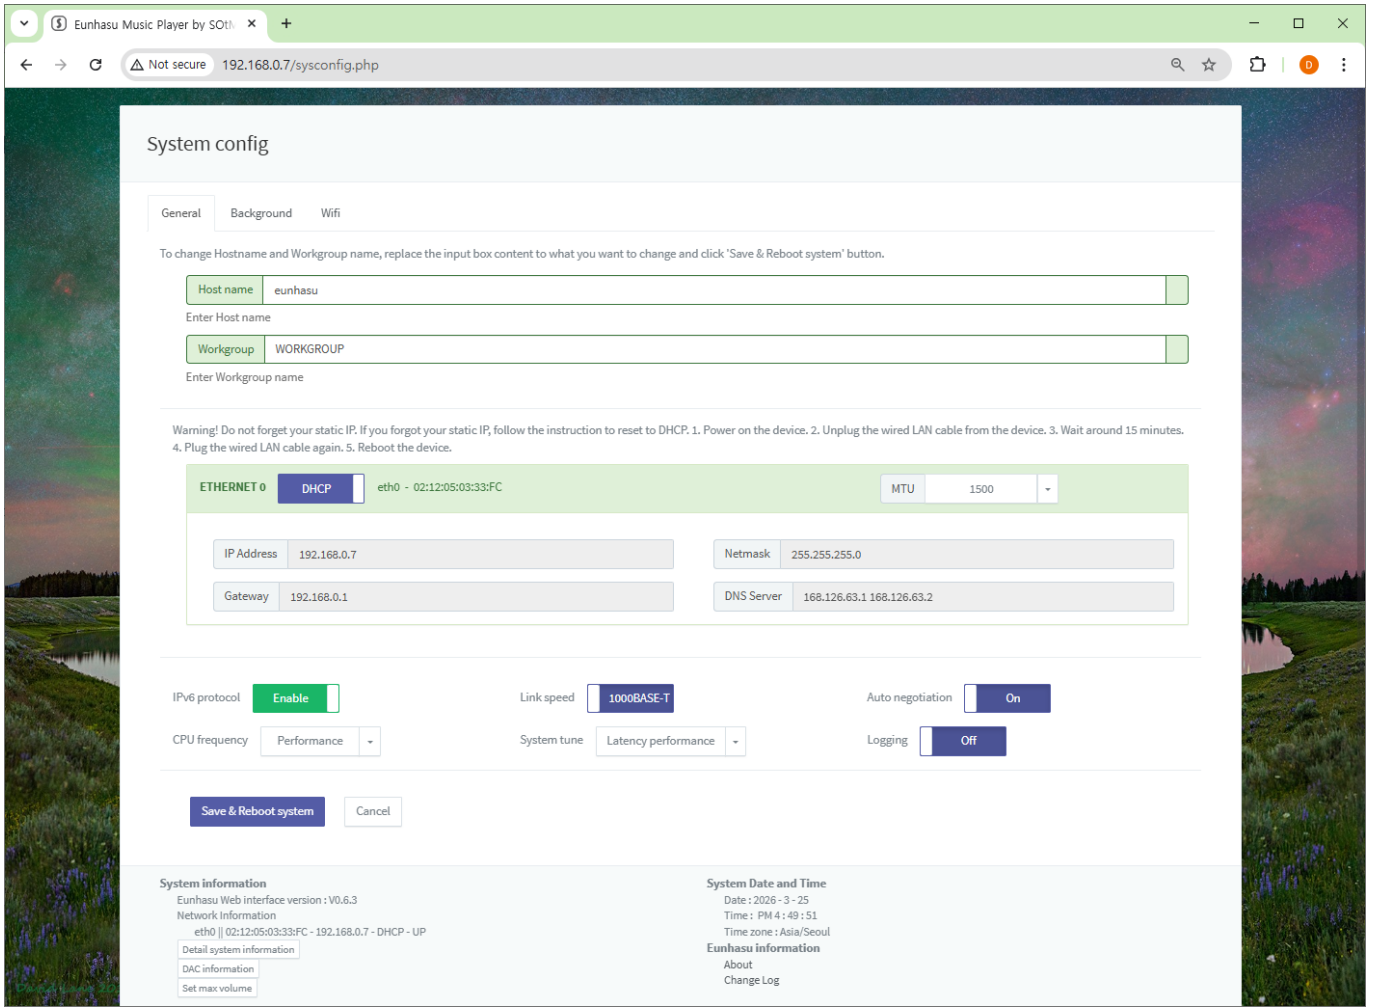 Eunhasu Music Player by SOtM
Not secure 192.168.0.7/sysconfig.php
D
System config
General Background Wifi
To change Hostname and Workgroup name, replace the input box content to what you want to change and click 'Save & Reboot system' button.
Host name eunhasu
Enter Host name
Workgroup WORKGROUP
Enter Workgroup name
Warning! Do not forget your static IP. If you forgot your static IP, follow the instruction to reset to DHCP. 1. Power on the device. 2. Unplug the wired LAN cable from the device. 3. Wait around 15 minutes.
4. Plug the wired LAN cable again. 5. Reboot the device.
ETHERNET 0 DHCP eth0 - 02:12:05:03:33:FC MTU 1500
IP Address 192.168.0.7 Netmask 255.255.255.0
Gateway 192.168.0.1 DNS Server 168.126.63.1 168.126.63.2
IPv6 protocol Enable Link speed 1000BASE-T Auto negotiation On
CPU frequency Performance System tune Latency performance Logging Off
Save & Reboot system Cancel
System information
Eunhasu Web interface version : V0.6.3
Network Information
eth0 || 02:12:05:03:33:FC - 192.168.0.7 - DHCP - UP
Detail system information
DAC information
Set max volume
System Date and Time
Date : 2026 - 3 - 25
Time : PM 4 : 49 : 51
Time zone : Asia/Seoul
Eunhasu information
About
Change Log